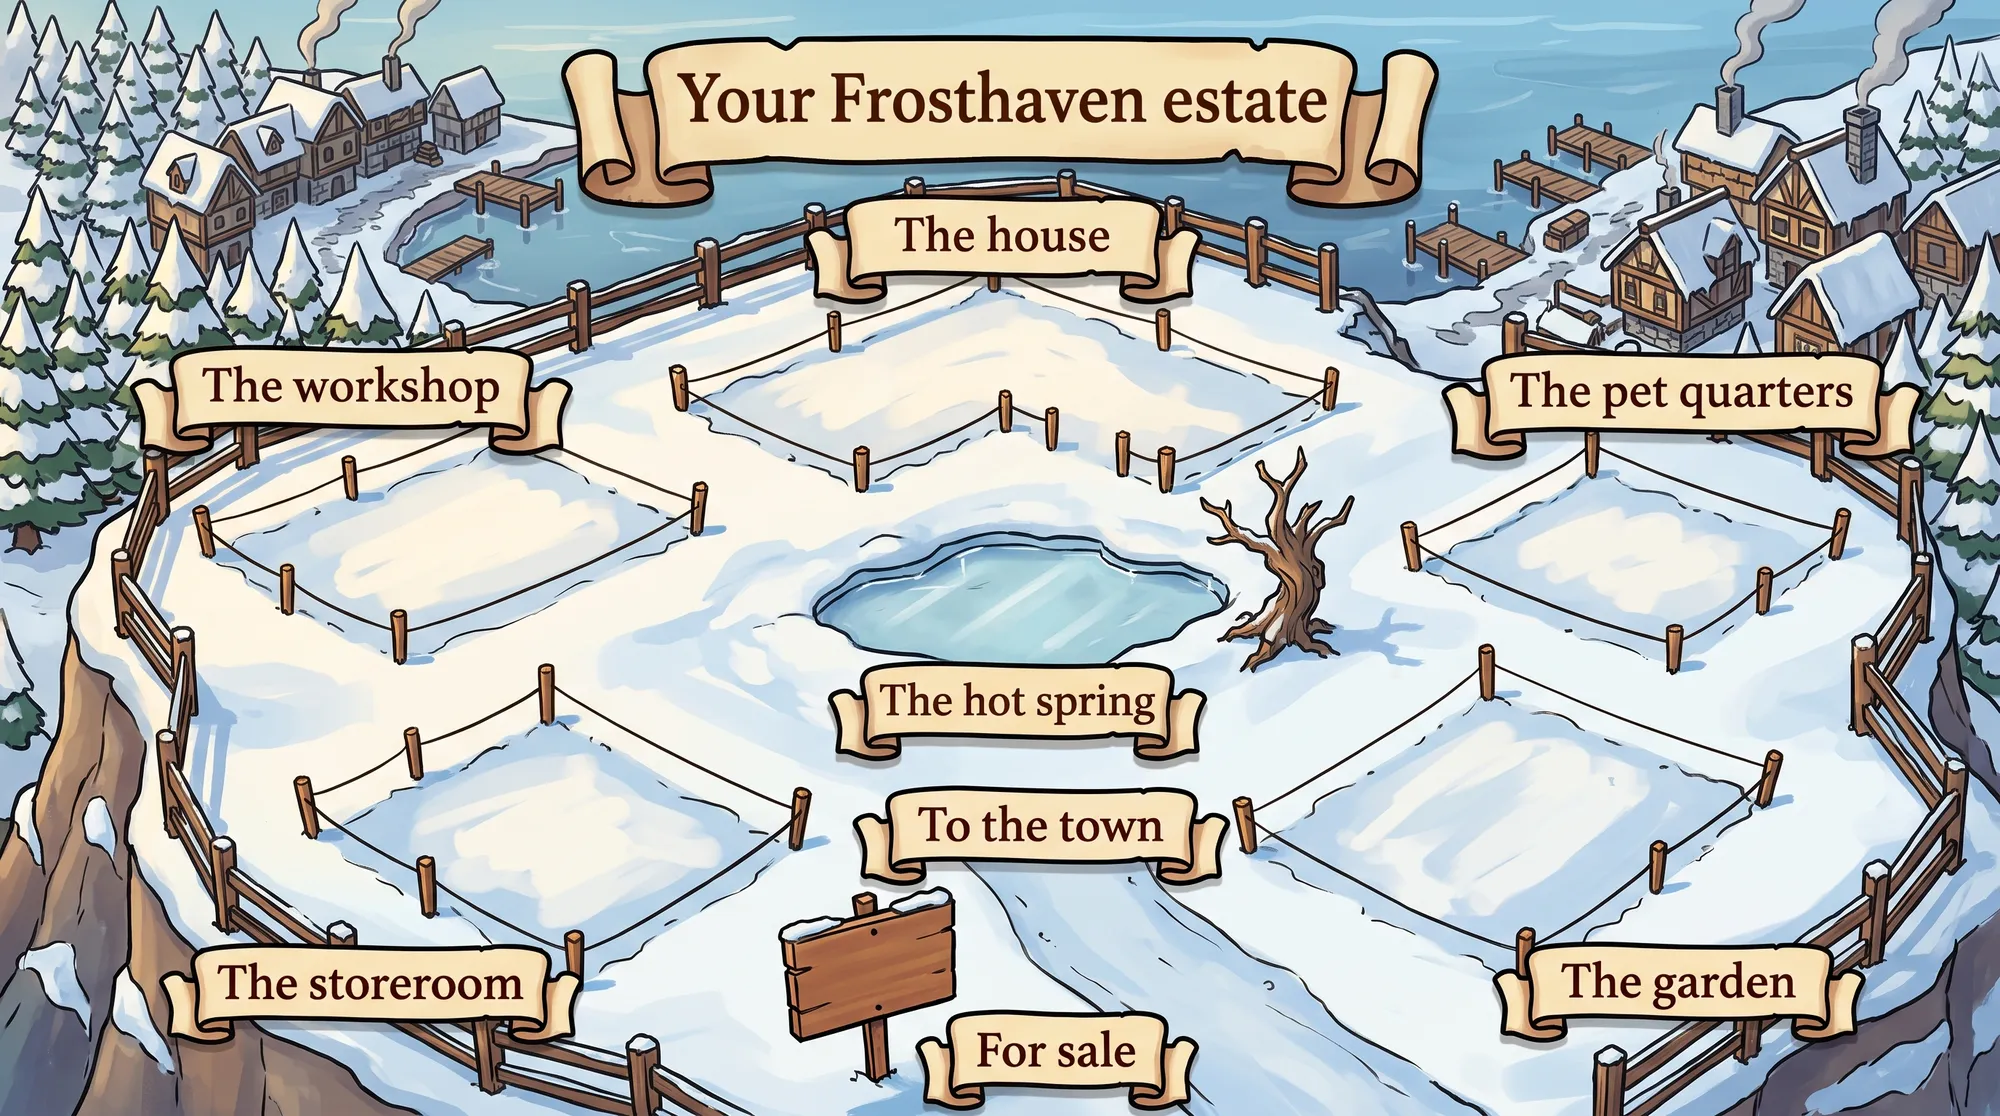 Your Frosthaven estate
The house
The workshop
The pet quarters
The hot spring
To the town
The storeroom
The garden
For sale